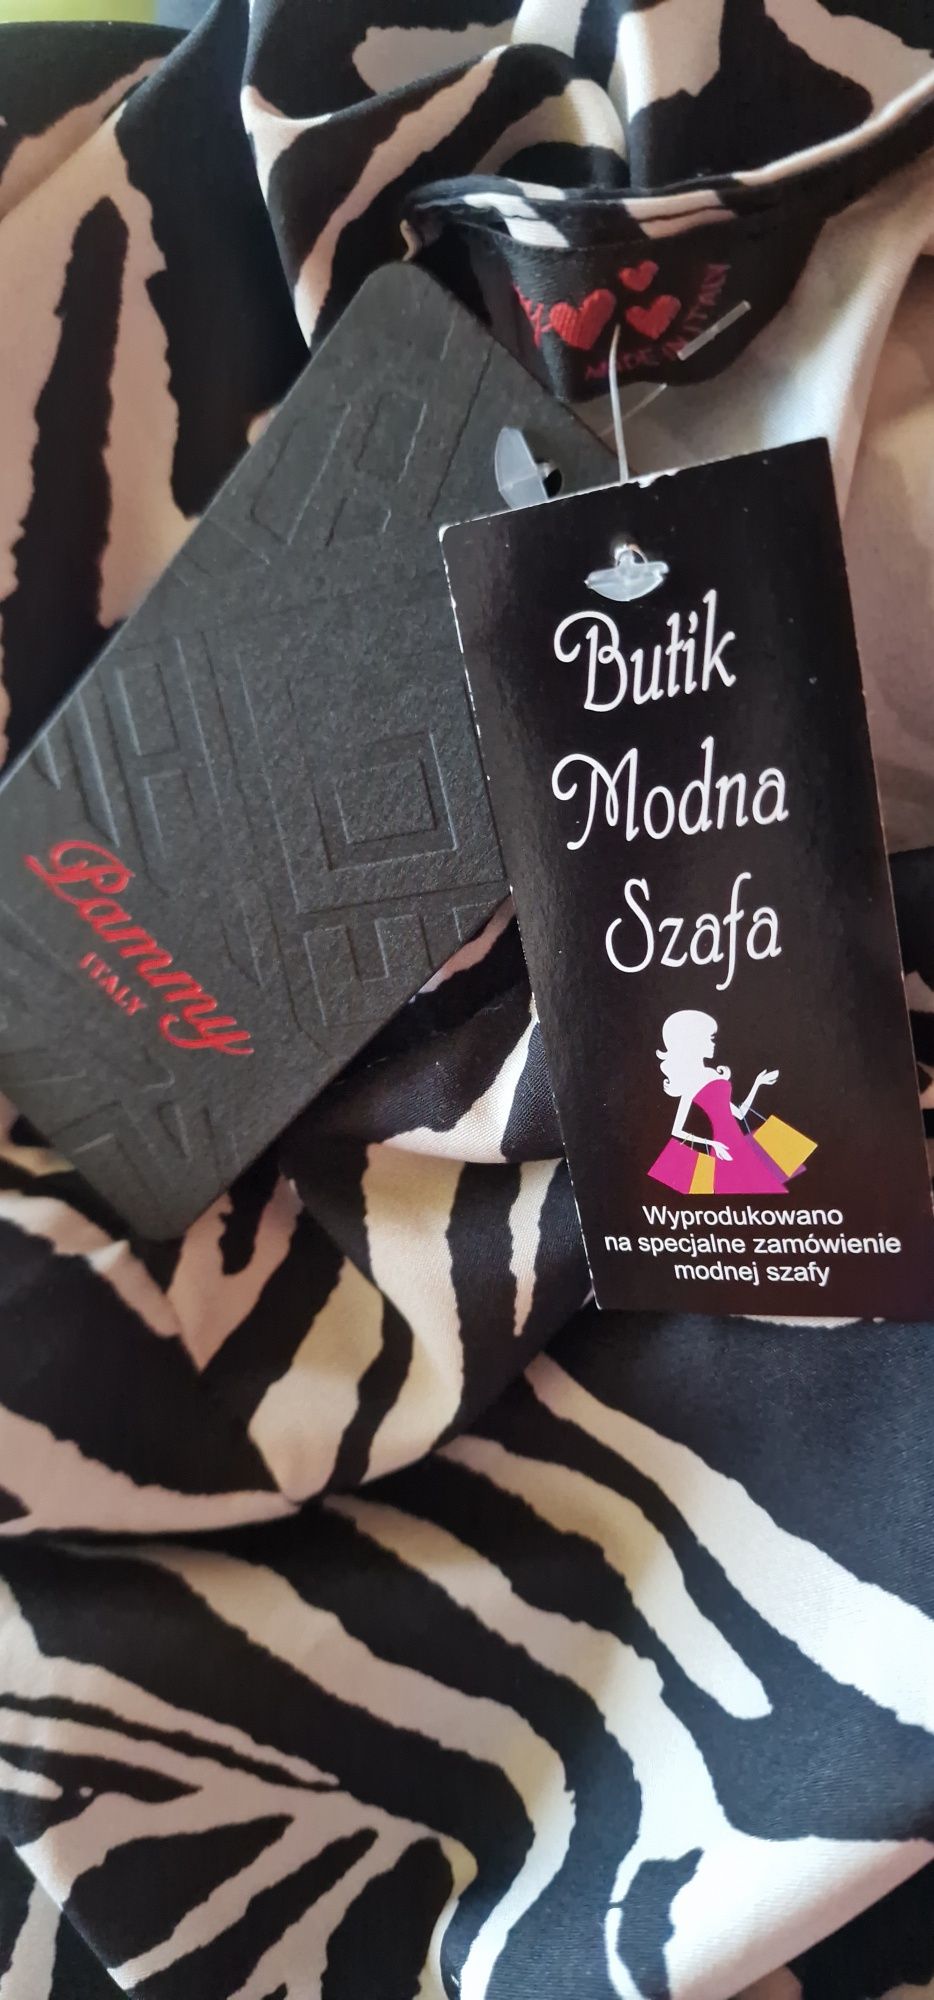 MADE IN ITALY
Butik
Modna
Szafa
Wyprodukowano
na specjalne zamówienie
modnej szafy
Pammy
ITALY